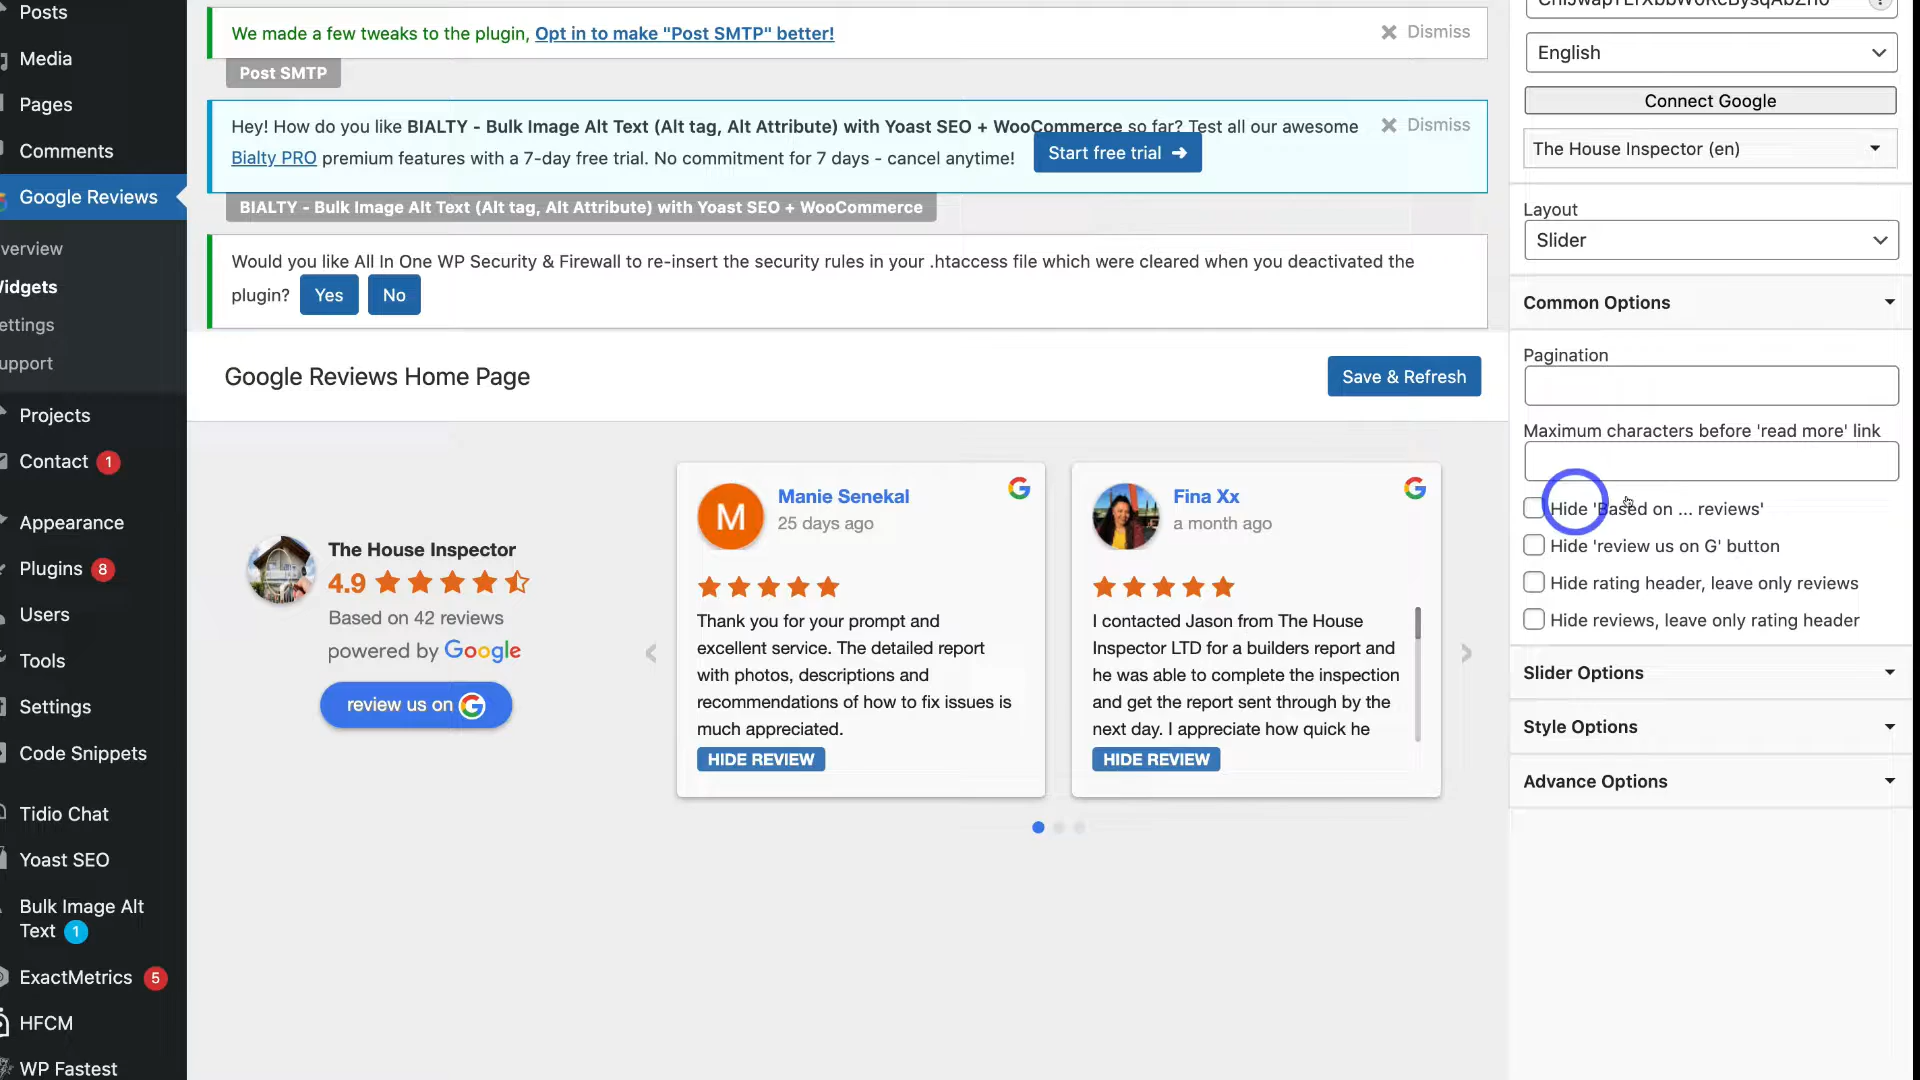 Posts
Media
Pages
Comments
Google Reviews
verview
Vidgets
ettings
upport
Projects
Contact 1
Appearance
Plugins 8
Users
Tools
Settings
Code Snippets
Tidio Chat
Yoast SEO
Bulk Image Alt
Text 1
ExactMetrics 5
HFCM
WP Fastest
We made a few tweaks to the plugin, Opt in to make "Post SMTP" better!
Dismiss
Post SMTP
Hey! How do you like BIALTY - Bulk Image Alt Text (Alt tag, Alt Attribute) with Yoast SEO + WooCommerce so far? Test all our awesome
Bialty PRO premium features with a 7-day free trial. No commitment for 7 days - cancel anytime! Start free trial ➜
Dismiss
BIALTY - Bulk Image Alt Text (Alt tag, Alt Attribute) with Yoast SEO + WooCommerce
Would you like All In One WP Security & Firewall to re-insert the security rules in your .htaccess file which were cleared when you deactivated the
plugin? Yes No
Google Reviews Home Page
Save & Refresh
The House Inspector
4.9
Based on 42 reviews
powered by Google
review us on G
M
Manie Senekal
25 days ago
Thank you for your prompt and
excellent service. The detailed report
with photos, descriptions and
recommendations of how to fix issues is
much appreciated.
HIDE REVIEW
Fina Xx
a month ago
I contacted Jason from The House
Inspector LTD for a builders report and
he was able to complete the inspection
and get the report sent through by the
next day. I appreciate how quick he
HIDE REVIEW
English
Connect Google
The House Inspector (en)
Layout
Slider
Common Options
Pagination
Maximum characters before 'read more' link
Hide 'Based on ... reviews'
Hide 'review us on G' button
Hide rating header, leave only reviews
Hide reviews, leave only rating header
Slider Options
Style Options
Advance Options